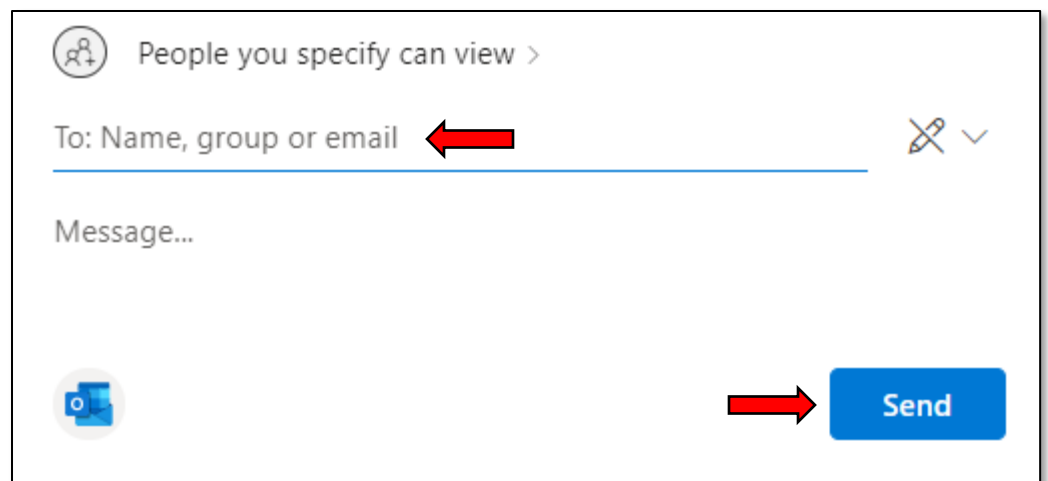 People you specify can view >
To: Name, group or email
Message...
Send